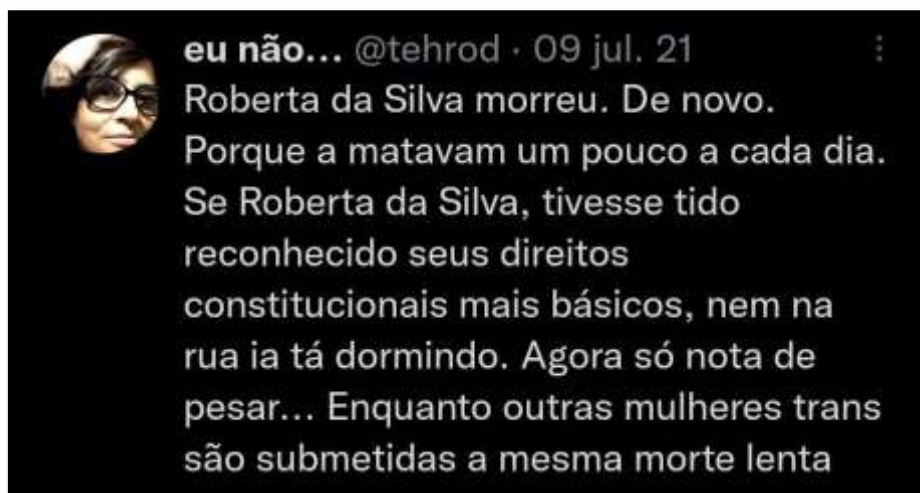 eu não... @tehrod · 09 jul. 21
Roberta da Silva morreu. De novo.
Porque a matavam um pouco a cada dia.
Se Roberta da Silva, tivesse tido
reconhecido seus direitos
constitucionais mais básicos, nem na
rua ia tá dormindo. Agora só nota de
pesar... Enquanto outras mulheres trans
são submetidas a mesma morte lenta